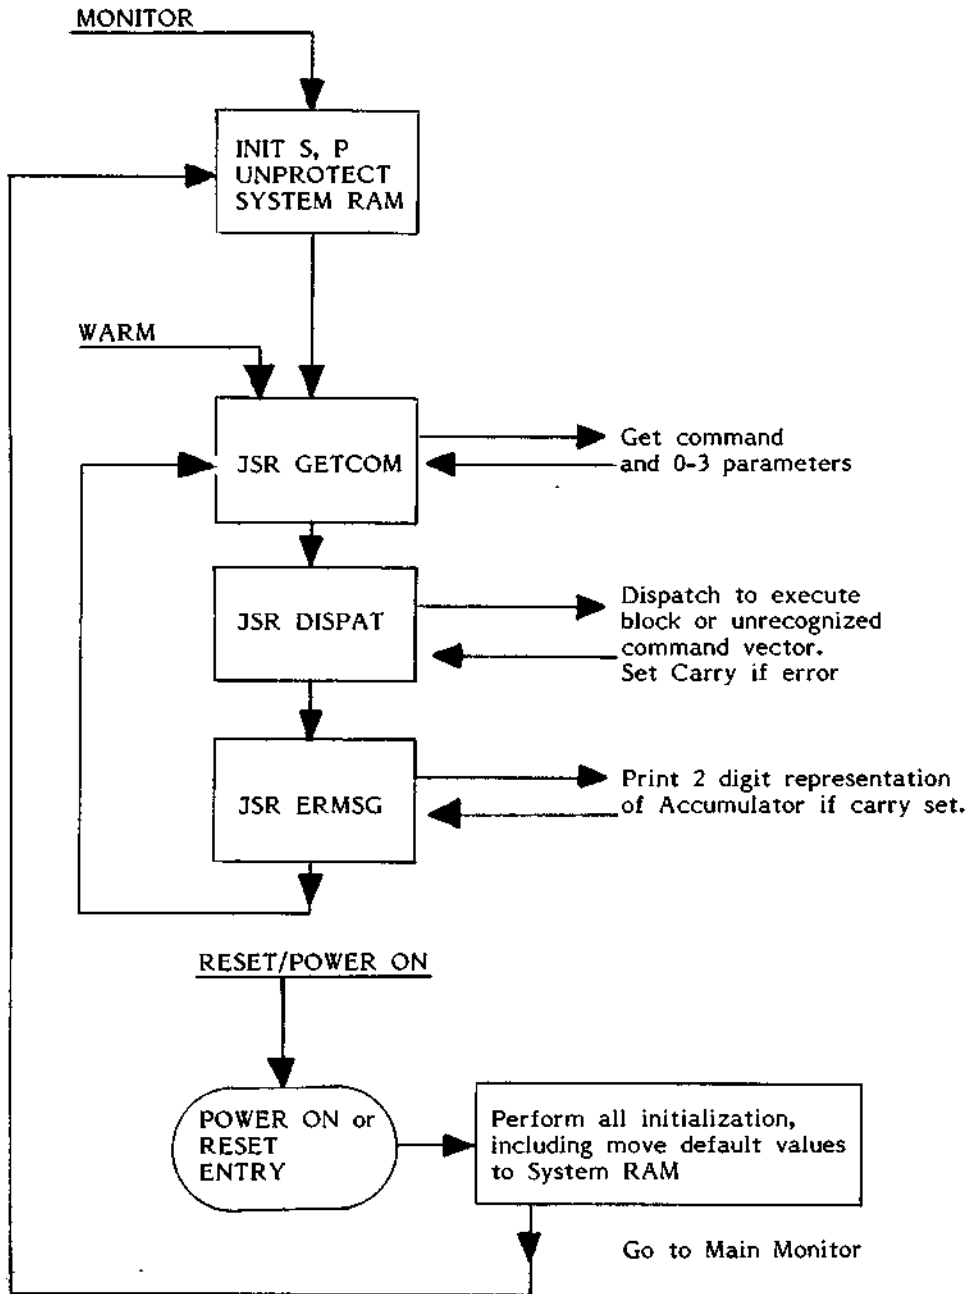 MONITOR
INIT S, P
UNPROTECT
SYSTEM RAM
WARM
JSR GETCOM
Get command
and 0-3 parameters
JSR DISPAT
Dispatch to execute
block or unrecognized
command vector.
Set Carry if error
JSR ERMSG
Print 2 digit representation
of Accumulator if carry set.
RESET/POWER ON
POWER ON or
RESET
ENTRY
Perform all initialization,
including move default values
to System RAM
Go to Main Monitor